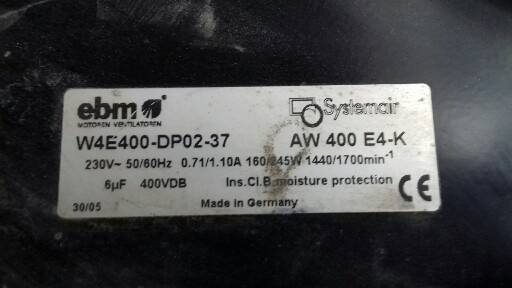 ebm
MOTOREN VENTILATOREN
Systemair
W4E400-DP02-37 AW 400 E4-K
230V~ 50/60Hz 0.71/1.10A 160/245W 1440/1700min-1
6µF 400VDB Ins.Cl.B moisture protection
30/05 Made in Germany CE